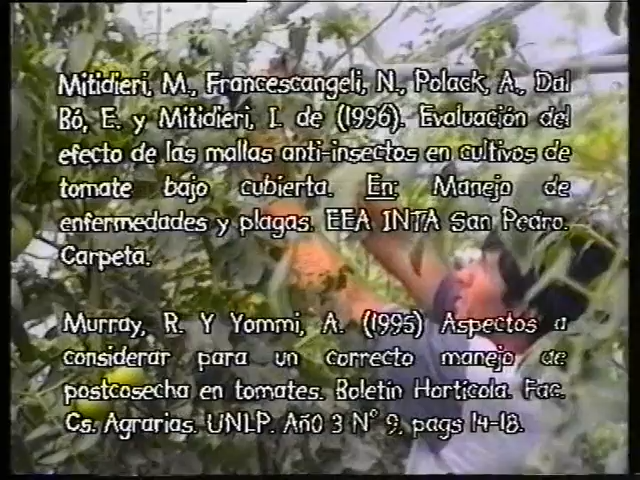 Mitidieri, M., Francescangeli, N., Polack, A., Dal
Bó, E. y Mitidieri, I. de (1996). Evaluación del
efecto de las mallas anti-insectos en cultivos de
tomate bajo cubierta. En: Manejo de
enfermedades y plagas. EEA INTA San Pedro.
Carpeta.
Murray, R. Y Yommi, A. (1995) Aspectos a
considerar para un correcto manejo de
postcosecha en tomates. Boletín Hortícola. Fac.
Cs. Agrarias. UNLP. Año 3 N° 9. pags 14-18.